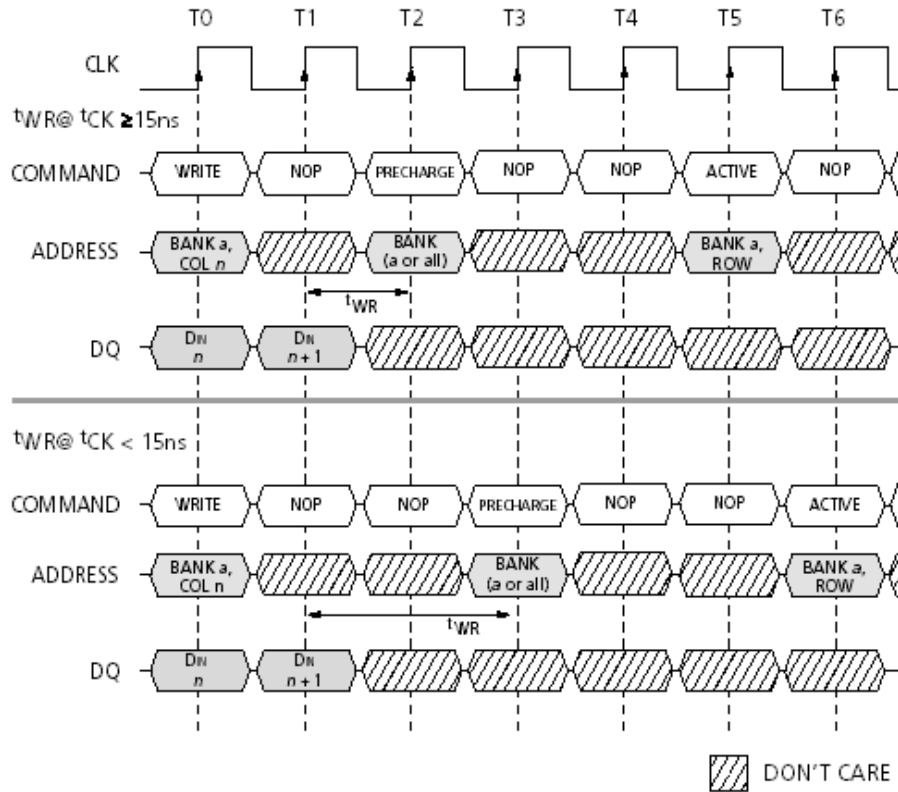 T0 T1 T2 T3 T4 T5 T6
CLK
tWR@ tCK ≥15ns
COMMAND WRITE NOP PRECHARGE NOP NOP ACTIVE NOP
ADDRESS BANK a, COL n BANK (a or all) BANK a, ROW
tWR
DQ DIN n DIN n + 1
tWR@ tCK < 15ns
COMMAND WRITE NOP NOP PRECHARGE NOP NOP ACTIVE
ADDRESS BANK a, COL n BANK (a or all) BANK a, ROW
tWR
DQ DIN n DIN n + 1
DON'T CARE